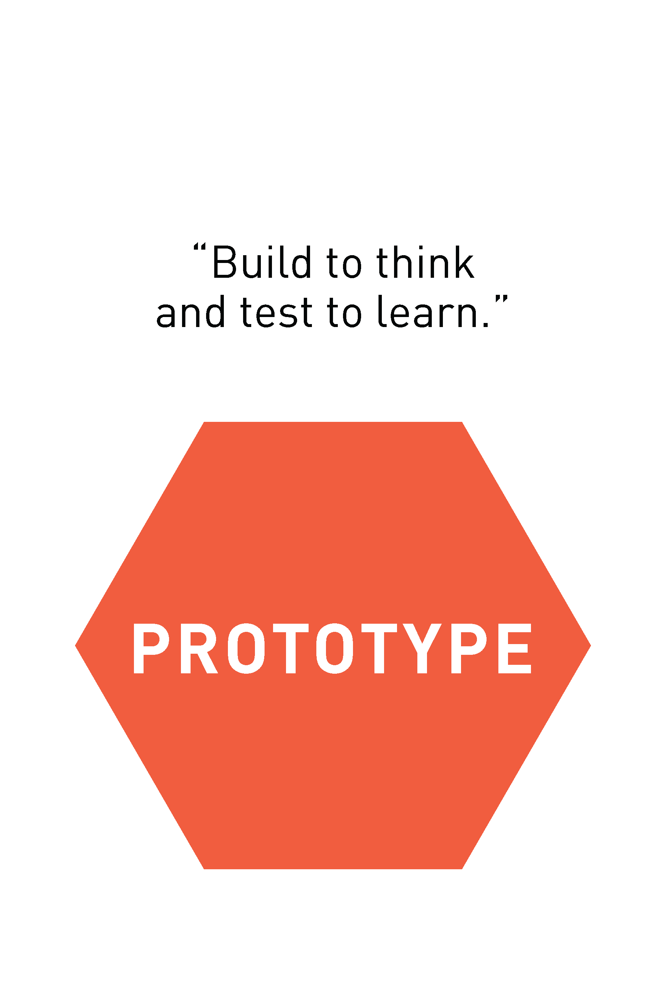 “Build to think
and test to learn.”
PROTOTYPE